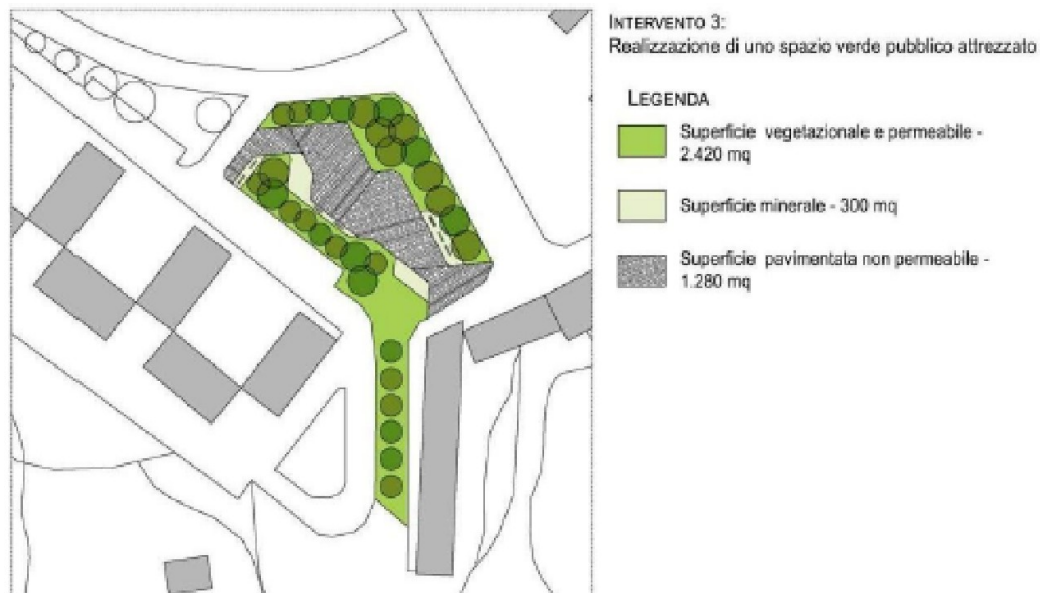 INTERVENTO 3:
Realizzazione di uno spazio verde pubblico attrezzato
LEGENDA
Superficie vegetazionale e permeabile -
2.420 mq
Superficie minerale - 300 mq
Superficie pavimentata non permeabile -
1.280 mq